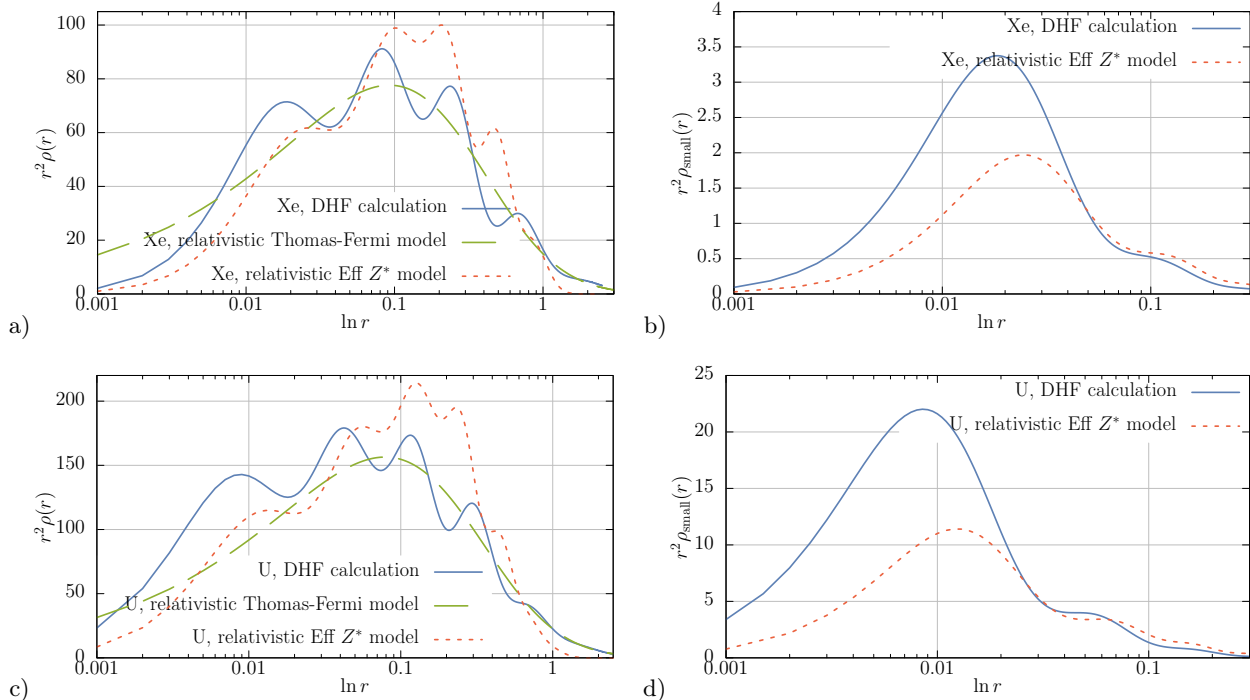 100
80
60
40
20
0
0.001
0.01
0.1
1
r²ρ(r)
ln r
Xe, DHF calculation
Xe, relativistic Thomas-Fermi model
Xe, relativistic Eff Z* model
a)
4
3.5
3
2.5
2
1.5
1
0.5
0
0.001
0.01
0.1
r²ρsmall(r)
ln r
Xe, DHF calculation
Xe, relativistic Eff Z* model
b)
200
150
100
50
0
0.001
0.01
0.1
1
r²ρ(r)
ln r
U, DHF calculation
U, relativistic Thomas-Fermi model
U, relativistic Eff Z* model
c)
25
20
15
10
5
0
0.001
0.01
0.1
r²ρsmall(r)
ln r
U, DHF calculation
U, relativistic Eff Z* model
d)